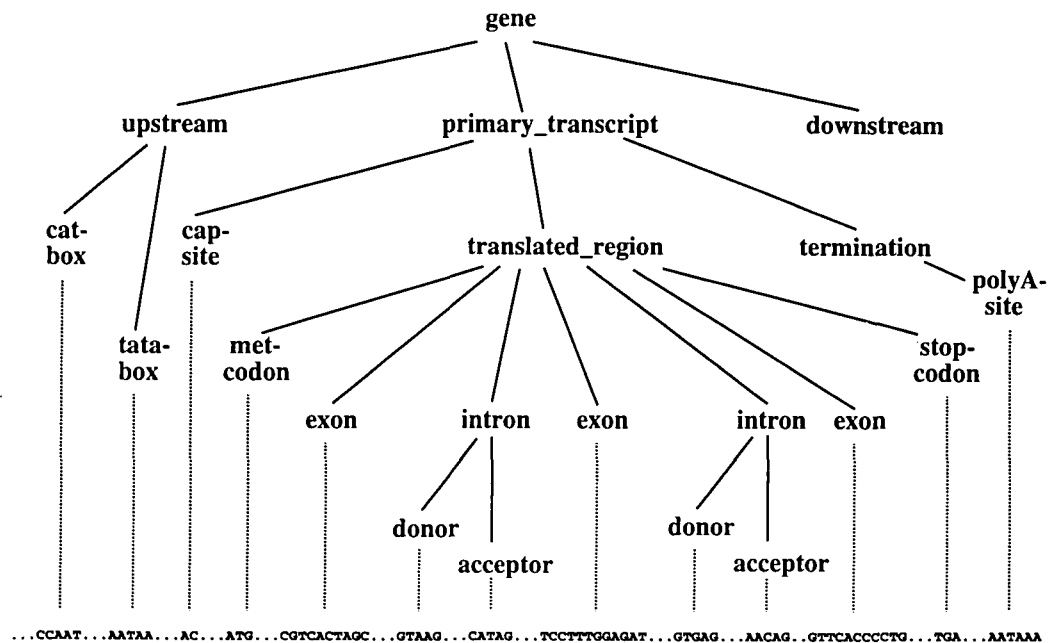 gene
upstream
primary_transcript
downstream
cat-
box
cap-
site
translated_region
termination
polyA-
site
tata-
box
met-
codon
stop-
codon
exon
intron
exon
intron
exon
donor
acceptor
donor
acceptor
...CCAAT...AATAA...AC...ATG...CGTCACTAGC...GTAAG...CATAG...TCCTTTGGAGAT...GTGAG...AACAG..GTTCACCCCTG...TGA...AATAAA